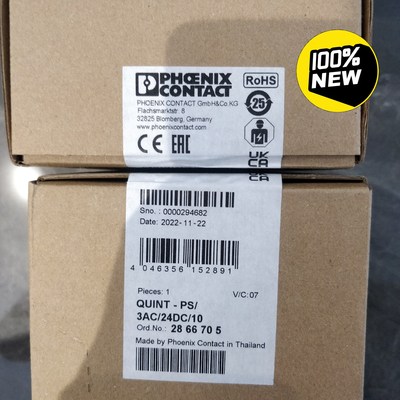 100%
NEW
PHŒNIX
CONTACT
RoHS
PHOENIX CONTACT GmbH&Co.KG
Flachsmarktstr. 8
32825 Blomberg, Germany
www.phoenixcontact.com
25
CE EAC
UK
CA
Sno.: 0000294682
Date: 2022-11-22
4 046356 152891
Pieces: 1 V/C:07
QUINT - PS/
3AC/24DC/10
Ord.No.: 28 66 70 5
Made by Phoenix Contact in Thailand